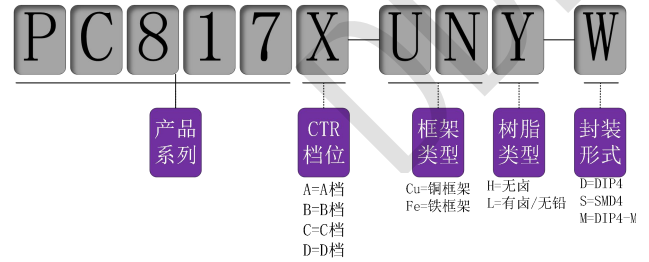 PC817X-UNY-W
产品 CTR 框架 树脂 封装
系列 档位 类型 类型 形式
A=A档 Cu=铜框架 H=无卤 D=DIP4
B=B档 Fe=铁框架 L=有卤/无铅 S=SMD4
C=C档 M=DIP4-M
D=D档